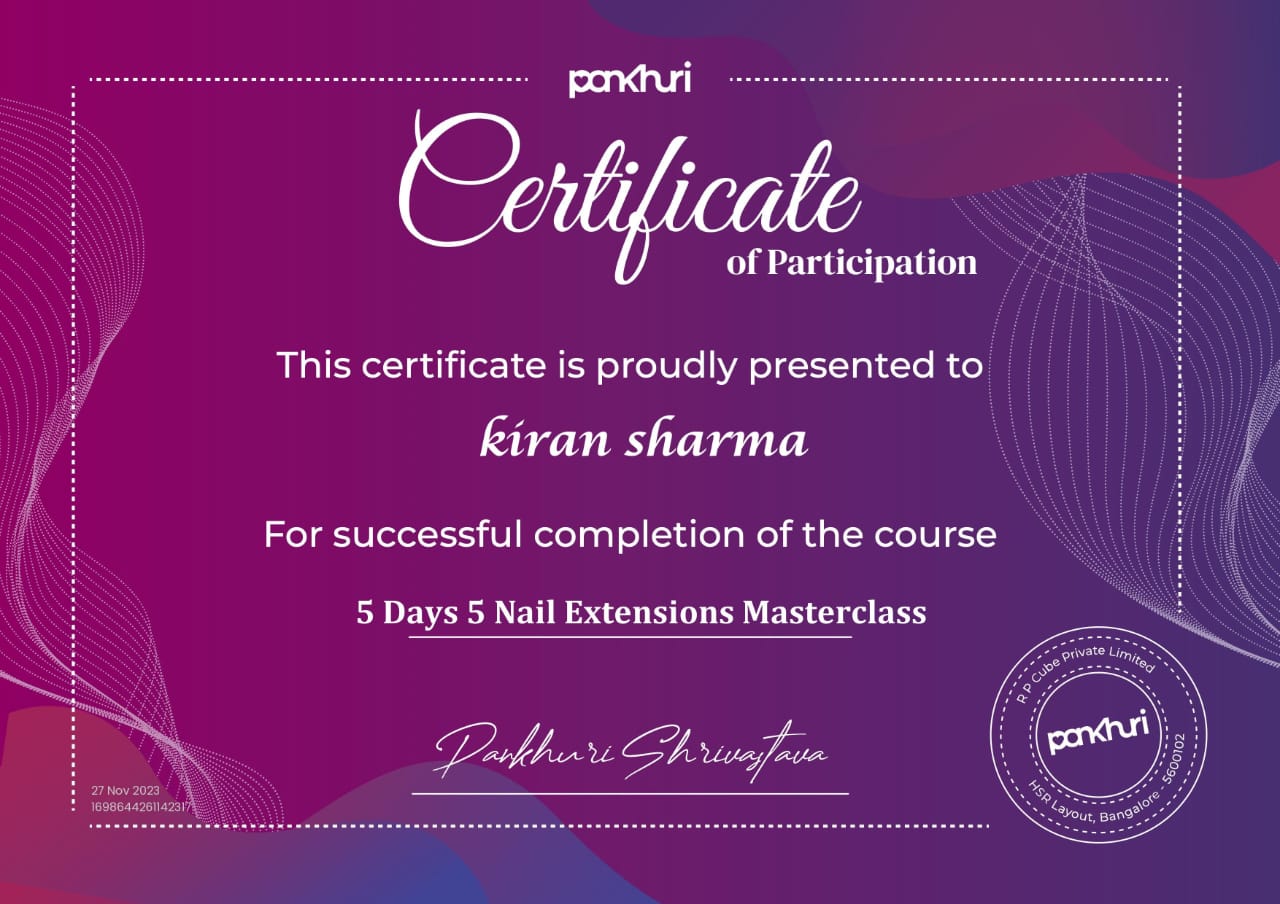 pankhuri
Certificate
of Participation
This certificate is proudly presented to
kiran sharma
For successful completion of the course
5 Days 5 Nail Extensions Masterclass
Pankhuri Shrivastava
27 Nov 2023
1698644261142317
R P Cube Private Limited
pankhuri
HSR Layout, Bangalore - 5600102